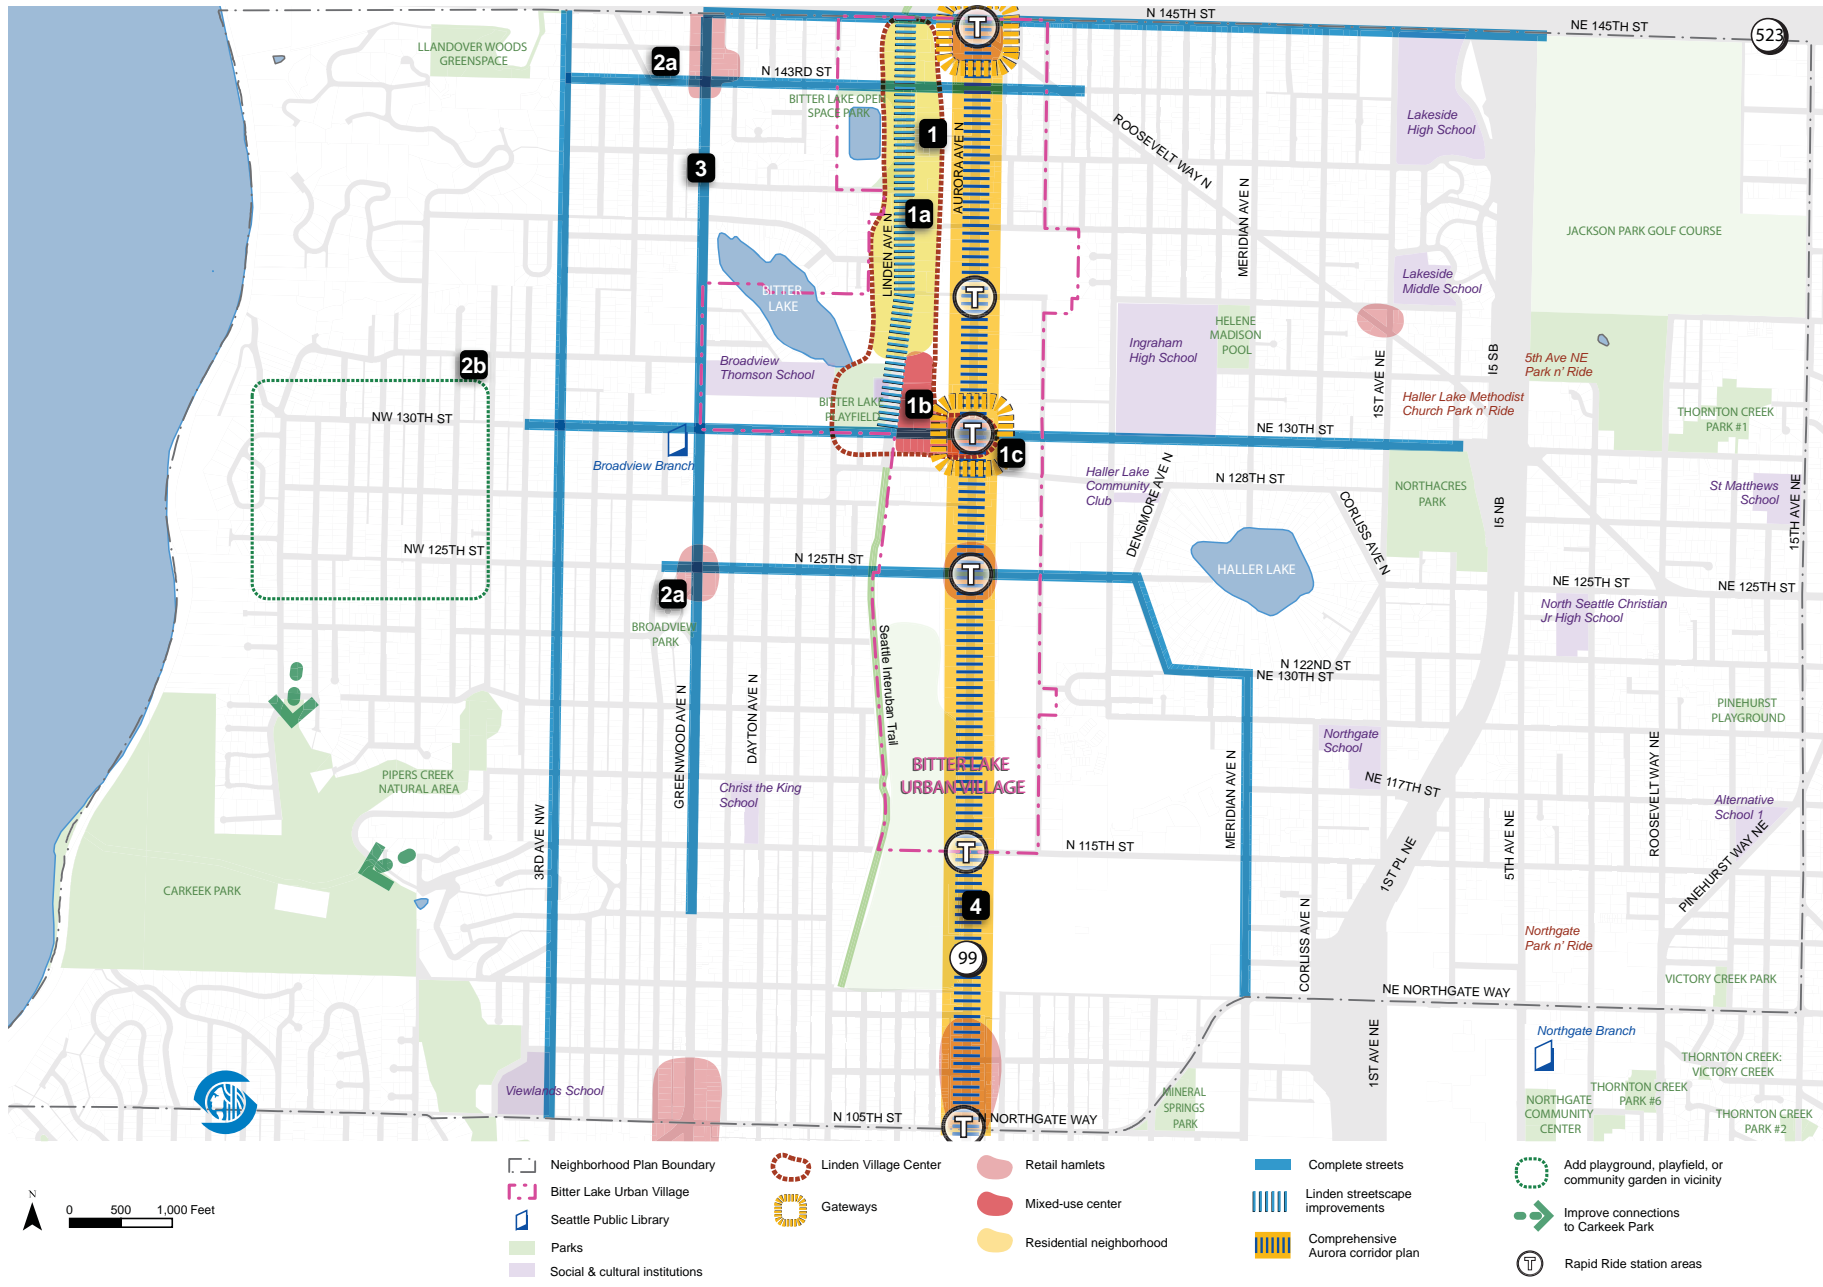 N 145TH ST
NE 145TH ST
523
T
LLANDOVER WOODS
GREENSPACE
2a
3
N 143RD ST
BITTER LAKE OPEN
SPACE PARK
1
AURORA AVE N
ROOSEVELT WAY N
Lakeside
High School
1a
LINDEN AVE N
MERIDIAN AVE N
JACKSON PARK GOLF COURSE
BITTER
LAKE
T
Lakeside
Middle School
Ingraham
High School
HELENE
MADISON
POOL
1ST AVE NE
I5 SB
5th Ave NE
Park n' Ride
Haller Lake Methodist
Church Park n' Ride
THORNTON CREEK
PARK #1
2b
Broadview
Thomson School
NW 130TH ST
BITTER LAKE
PLAYFIELD
1b
T
1c
NE 130TH ST
Broadview Branch
Haller Lake
Community
Club
DENSMORE AVE N
N 128TH ST
CORLISS AVE N
NORTHACRES
PARK
I5 NB
St Matthews
School
15TH AVE NE
NW 125TH ST
N 125TH ST
T
HALLER LAKE
NE 125TH ST
NE 125TH ST
North Seattle Christian
Jr High School
2a
BROADVIEW
PARK
Seattle Interuban Trail
N 122ND ST
NE 130TH ST
GREENWOOD AVE N
DAYTON AVE N
PINEHURST
PLAYGROUND
Northgate
School
ROOSEVELT WAY NE
PIPERS CREEK
NATURAL AREA
BITTER LAKE
URBAN VILLAGE
Christ the King
School
MERIDIAN AVE N
NE 117TH ST
Alternative
School 1
3RD AVE NW
T
N 115TH ST
1ST PL NE
5TH AVE NE
PINEHURST WAY NE
CARKEEK PARK
4
99
CORLISS AVE N
Northgate
Park n' Ride
VICTORY CREEK PARK
NE NORTHGATE WAY
1ST AVE NE
Northgate Branch
THORNTON CREEK:
VICTORY CREEK
Viewlands School
N 105TH ST
T
N NORTHGATE WAY
MINERAL
SPRINGS
PARK
NORTHGATE
COMMUNITY
CENTER
THORNTON CREEK
PARK #6
THORNTON CREEK
PARK #2
N
0 500 1,000 Feet
Neighborhood Plan Boundary
Bitter Lake Urban Village
Seattle Public Library
Parks
Social & cultural institutions
Linden Village Center
Gateways
Retail hamlets
Mixed-use center
Residential neighborhood
Complete streets
Linden streetscape
improvements
Comprehensive
Aurora corridor plan
Add playground, playfield, or
community garden in vicinity
Improve connections
to Carkeek Park
T
Rapid Ride station areas